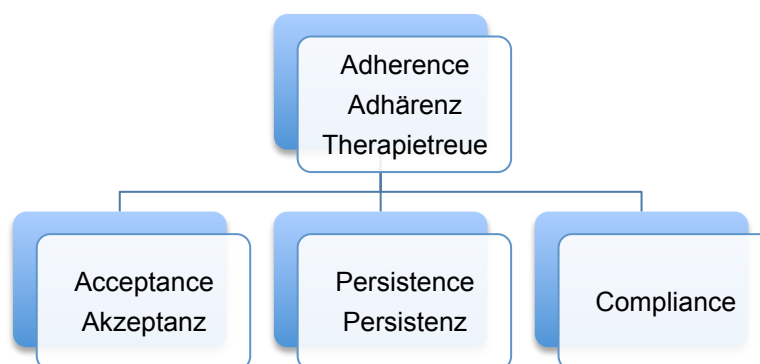 Adherence
Adhärenz
Therapietreue
Acceptance
Akzeptanz
Persistence
Persistenz
Compliance